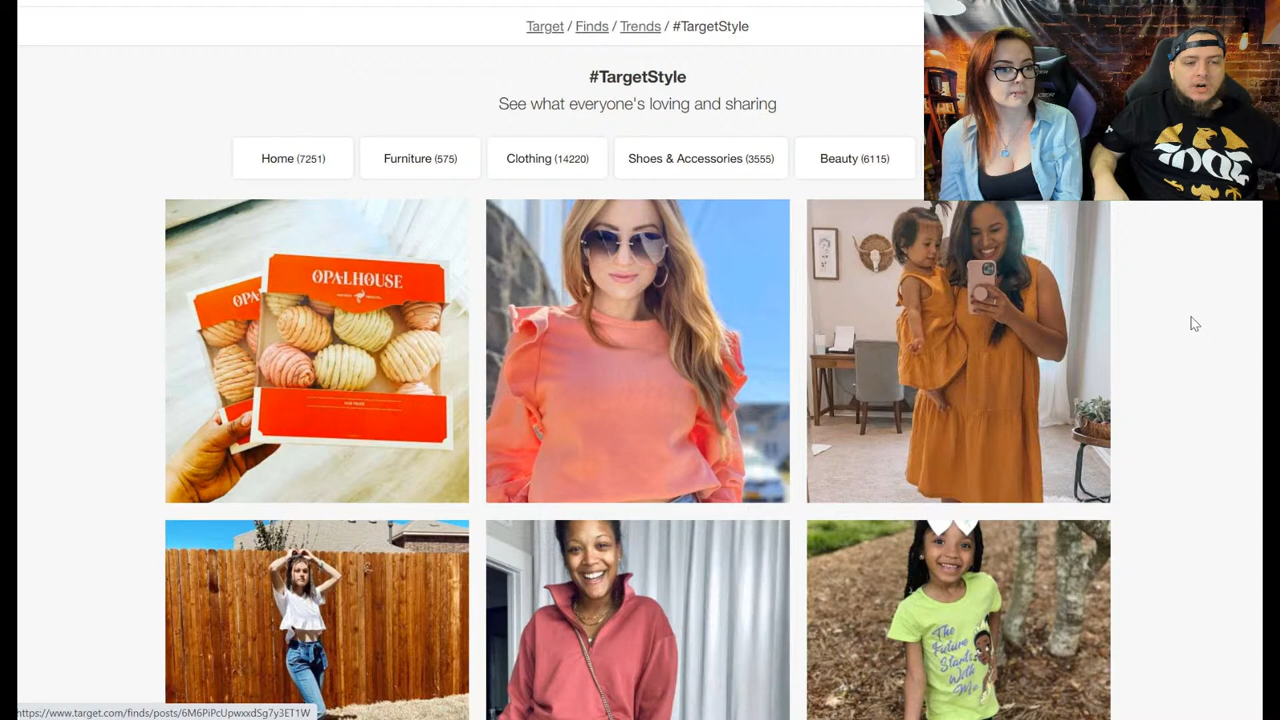 Target / Finds / Trends / #TargetStyle
#TargetStyle
See what everyone's loving and sharing
Home (7251)
Furniture (575)
Clothing (14220)
Shoes & Accessories (3555)
Beauty (6115)
OPALHOUSE
OPALHOUSE
The
Future
Starts
With
Me
https://www.target.com/finds/posts/6M6PiPcUpwxxdSg7y3ET1W